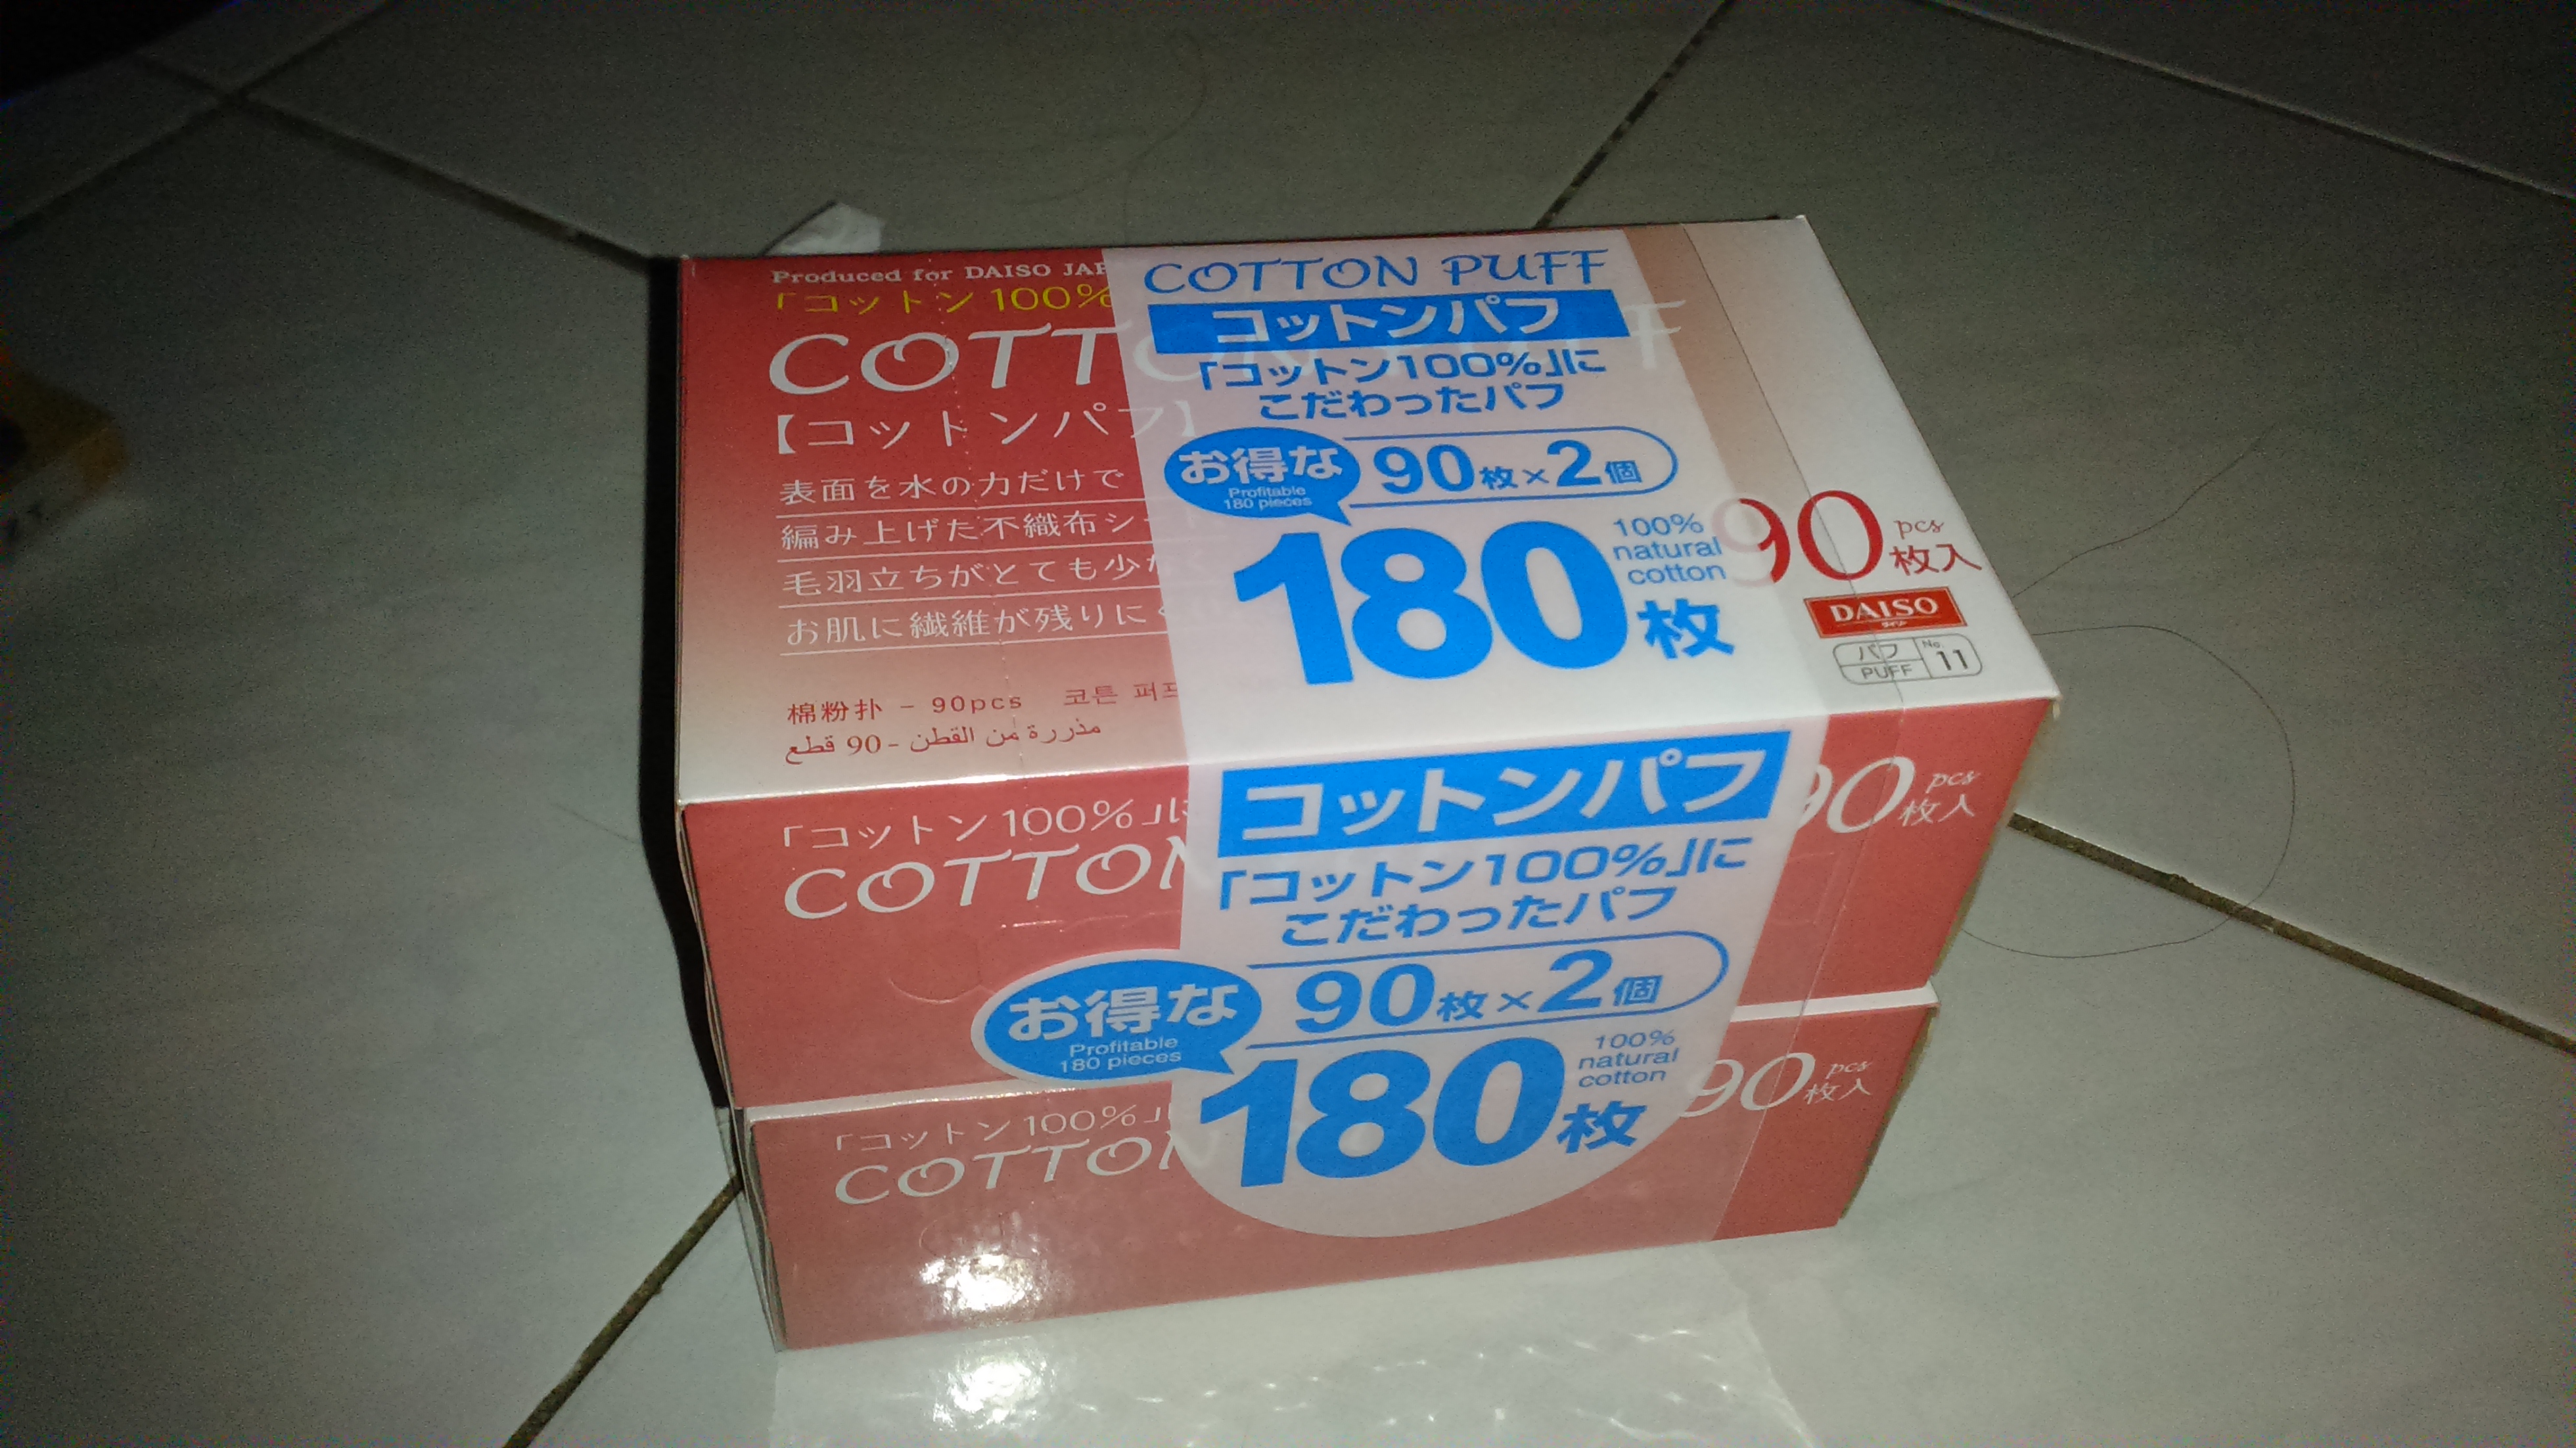 Produced for DAISO
「コットン100%
COTT
【コットンパフ】
表面を水の力だけで
編み上げた不織布シ
毛羽立ちがとても少
お肌に繊維が残りに
棉粉扑 - 90pcs 코튼 퍼프
مذررة من القطن - 90 قطع
COTTON PUFF
コットンパフ
「コットン100%」に
こだわったパフ
お得な
Profitable
180 pieces
90枚×2個
180枚
100%
natural
cotton
90 pcs
枚入
DAISO
ダイソー
パフ
PUFF
No.
11
「コットン100%」に
COTTON
コットンパフ
「コットン100%」に
こだわったパフ
90 pcs
枚入
お得な
Profitable
180 pieces
90枚×2個
180枚
100%
natural
cotton
「コットン100%」
COTTON
90 pcs
枚入